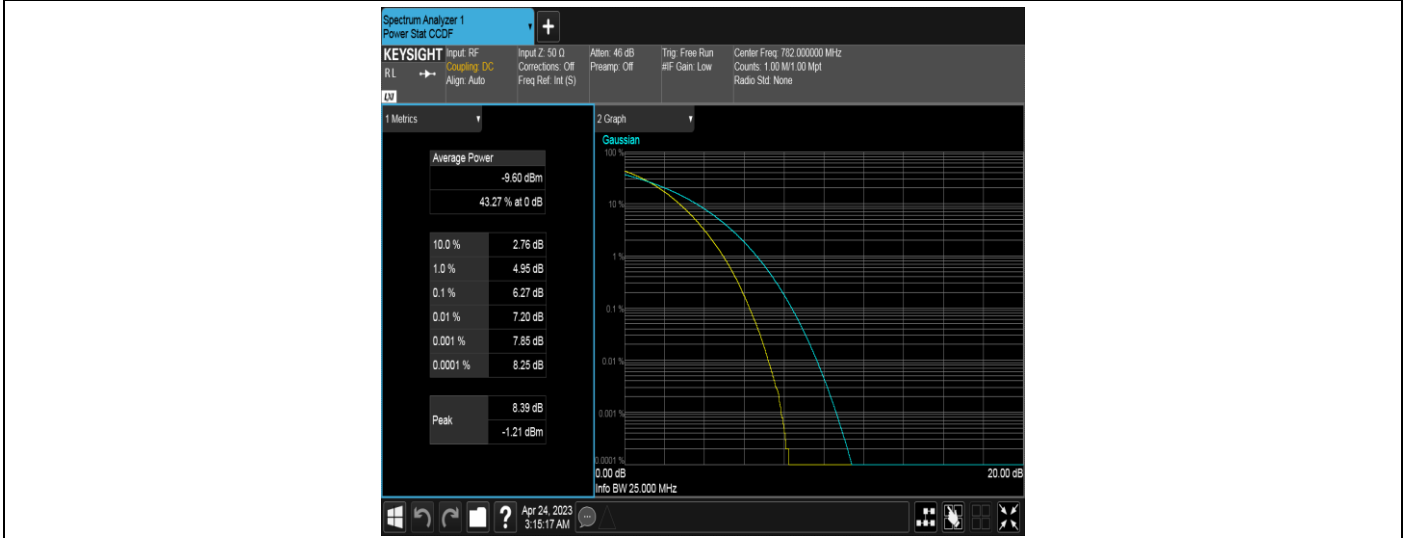 Spectrum Analyzer 1
Power Stat CCDF
+
KEYSIGHT
RL
LXI
Input: RF
Coupling: DC
Align: Auto
Input Z: 50 Ω
Corrections: Off
Freq Ref: Int (S)
Atten: 46 dB
Preamp: Off
Trig: Free Run
#IF Gain: Low
Center Freq: 782.000000 MHz
Counts: 1.00 M/1.00 Mpt
Radio Std: None
1 Metrics
Average Power
-9.60 dBm
43.27 % at 0 dB
10.0 % 2.76 dB
1.0 % 4.95 dB
0.1 % 6.27 dB
0.01 % 7.20 dB
0.001 % 7.85 dB
0.0001 % 8.25 dB
Peak
8.39 dB
-1.21 dBm
2 Graph
Gaussian
100 %
10 %
1 %
0.1 %
0.01 %
0.001 %
0.0001 %
0.00 dB
20.00 dB
Info BW 25.000 MHz
?
Apr 24, 2023
3:15:17 AM